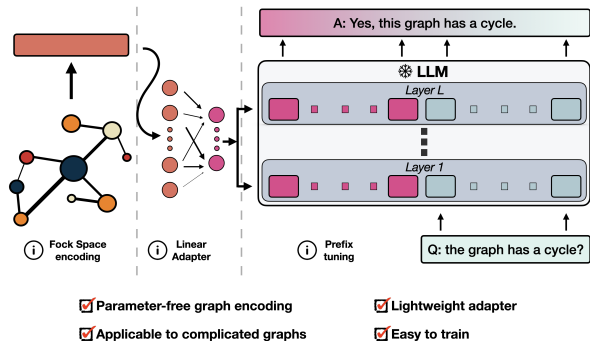 A: Yes, this graph has a cycle.
LLM
Layer L
Layer 1
Q: the graph has a cycle?
i Fock Space
encoding
i Linear
Adapter
i Prefix
tuning
Parameter-free graph encoding
Lightweight adapter
Applicable to complicated graphs
Easy to train